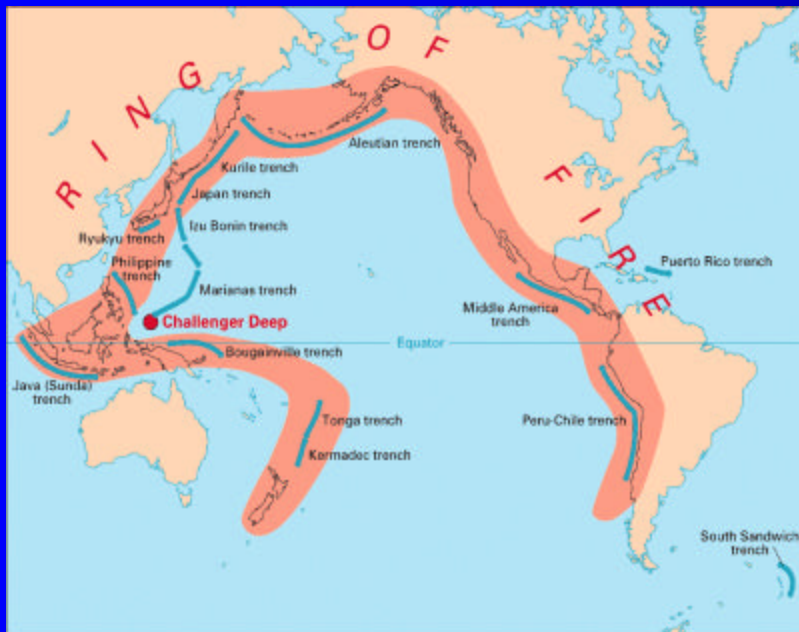 RING OF FIRE
Aleutian trench
Kurile trench
Japan trench
Izu Bonin trench
Ryukyu trench
Philippine
trench
Marianas trench
Challenger Deep
Puerto Rico trench
Middle America
trench
Equator
Bougainville trench
Java (Sunda)
trench
Tonga trench
Kermadec trench
Peru-Chile trench
South Sandwich
trench